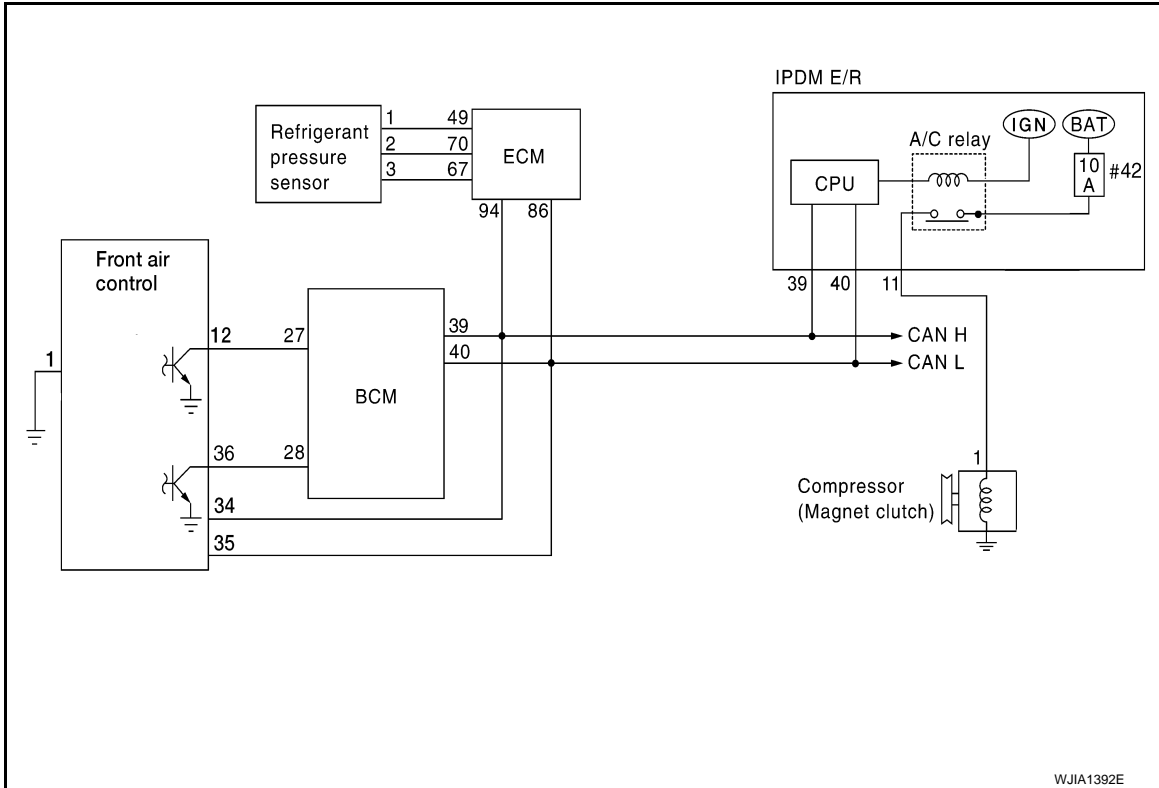 IPDM E/R
IGN
BAT
A/C relay
10
A
#42
CPU
Refrigerant
pressure
sensor
1
2
3
49
70
67
ECM
94
86
39
40
11
Front air
control
1
12
27
36
28
34
35
BCM
39
40
CAN H
CAN L
1
Compressor
(Magnet clutch)
WJIA1392E